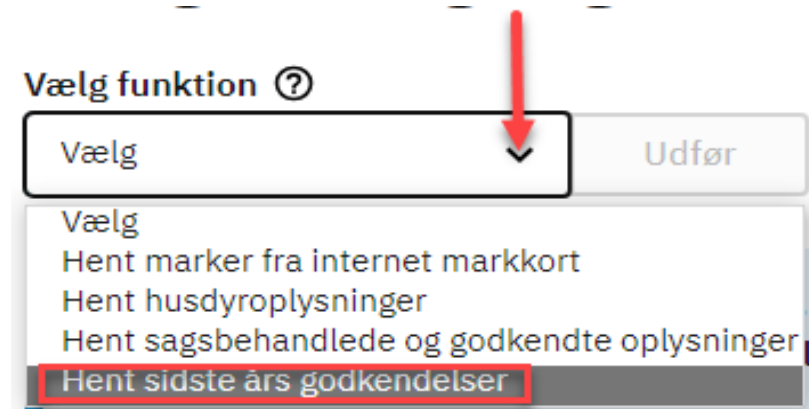 Vælg funktion ?
Vælg
Udfør
Vælg
Hent marker fra internet markkort
Hent husdyroplysninger
Hent sagsbehandlede og godkendte oplysninger
Hent sidste års godkendelser